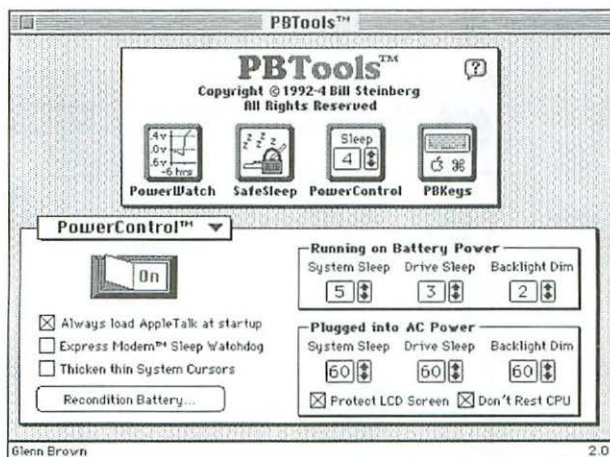 PBTools™
PBTools™
Copyright © 1992-4 Bill Steinberg
All Rights Reserved
?
.4v
.0v
.6v
-6 hrs
z z z z z z
Sleep
4
PowerWatch SafeSleep PowerControl PBKeys
PowerControl™
On
Always load AppleTalk at startup
Express Modem™ Sleep Watchdog
Thicken thin System Cursors
Recondition Battery...
Running on Battery Power
System Sleep Drive Sleep Backlight Dim
5 3 2
Plugged into AC Power
System Sleep Drive Sleep Backlight Dim
60 60 60
Protect LCD Screen Don't Rest CPU
Glenn Brown 2.0